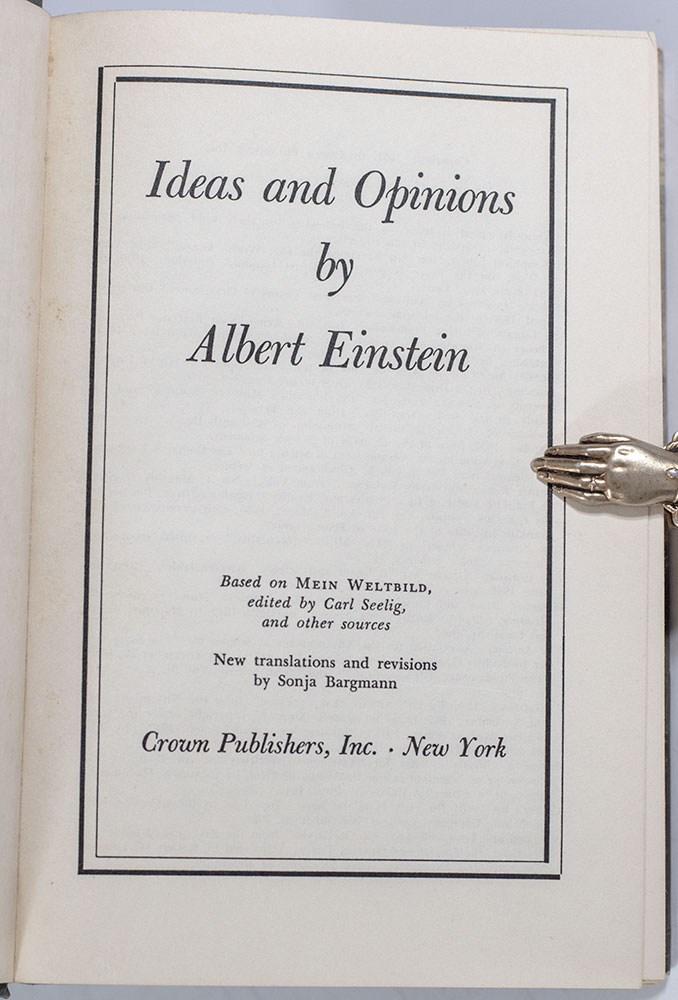 Ideas and Opinions
by
Albert Einstein
Based on MEIN WELTBILD,
edited by Carl Seelig,
and other sources
New translations and revisions
by Sonja Bargmann
Crown Publishers, Inc. · New York